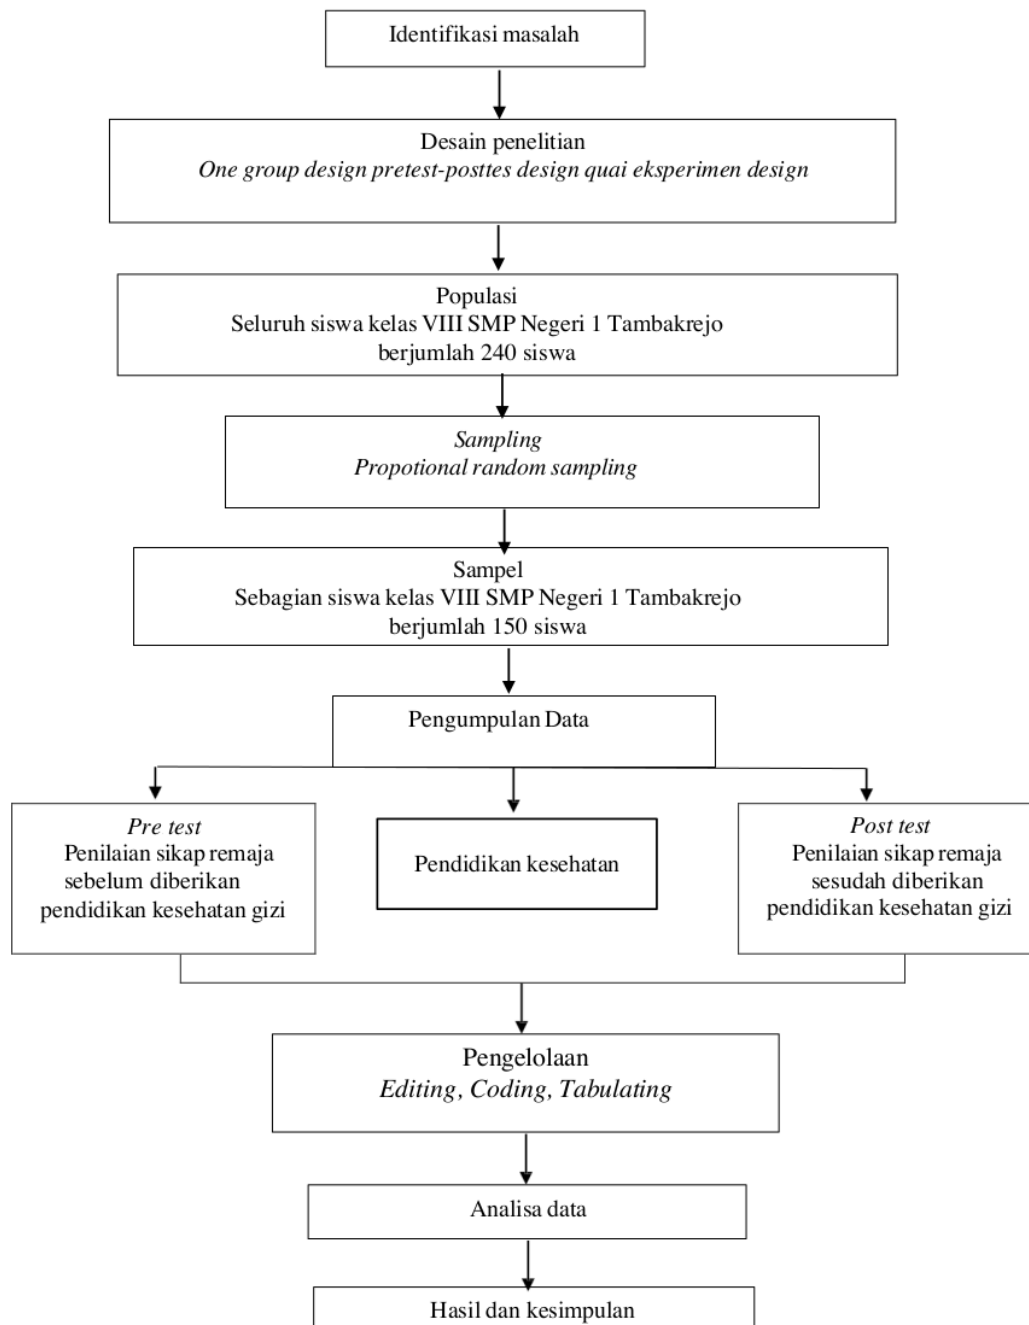 Identifikasi masalah
Desain penelitian
One group design pretest-posttes design quai eksperimen design
Populasi
Seluruh siswa kelas VIII SMP Negeri 1 Tambakrejo
berjumlah 240 siswa
Sampling
Propotional random sampling
Sampel
Sebagian siswa kelas VIII SMP Negeri 1 Tambakrejo
berjumlah 150 siswa
Pengumpulan Data
Pre test
Penilaian sikap remaja
sebelum diberikan
pendidikan kesehatan gizi
Pendidikan kesehatan
Post test
Penilaian sikap remaja
sesudah diberikan
pendidikan kesehatan gizi
Pengelolaan
Editing, Coding, Tabulating
Analisa data
Hasil dan kesimpulan